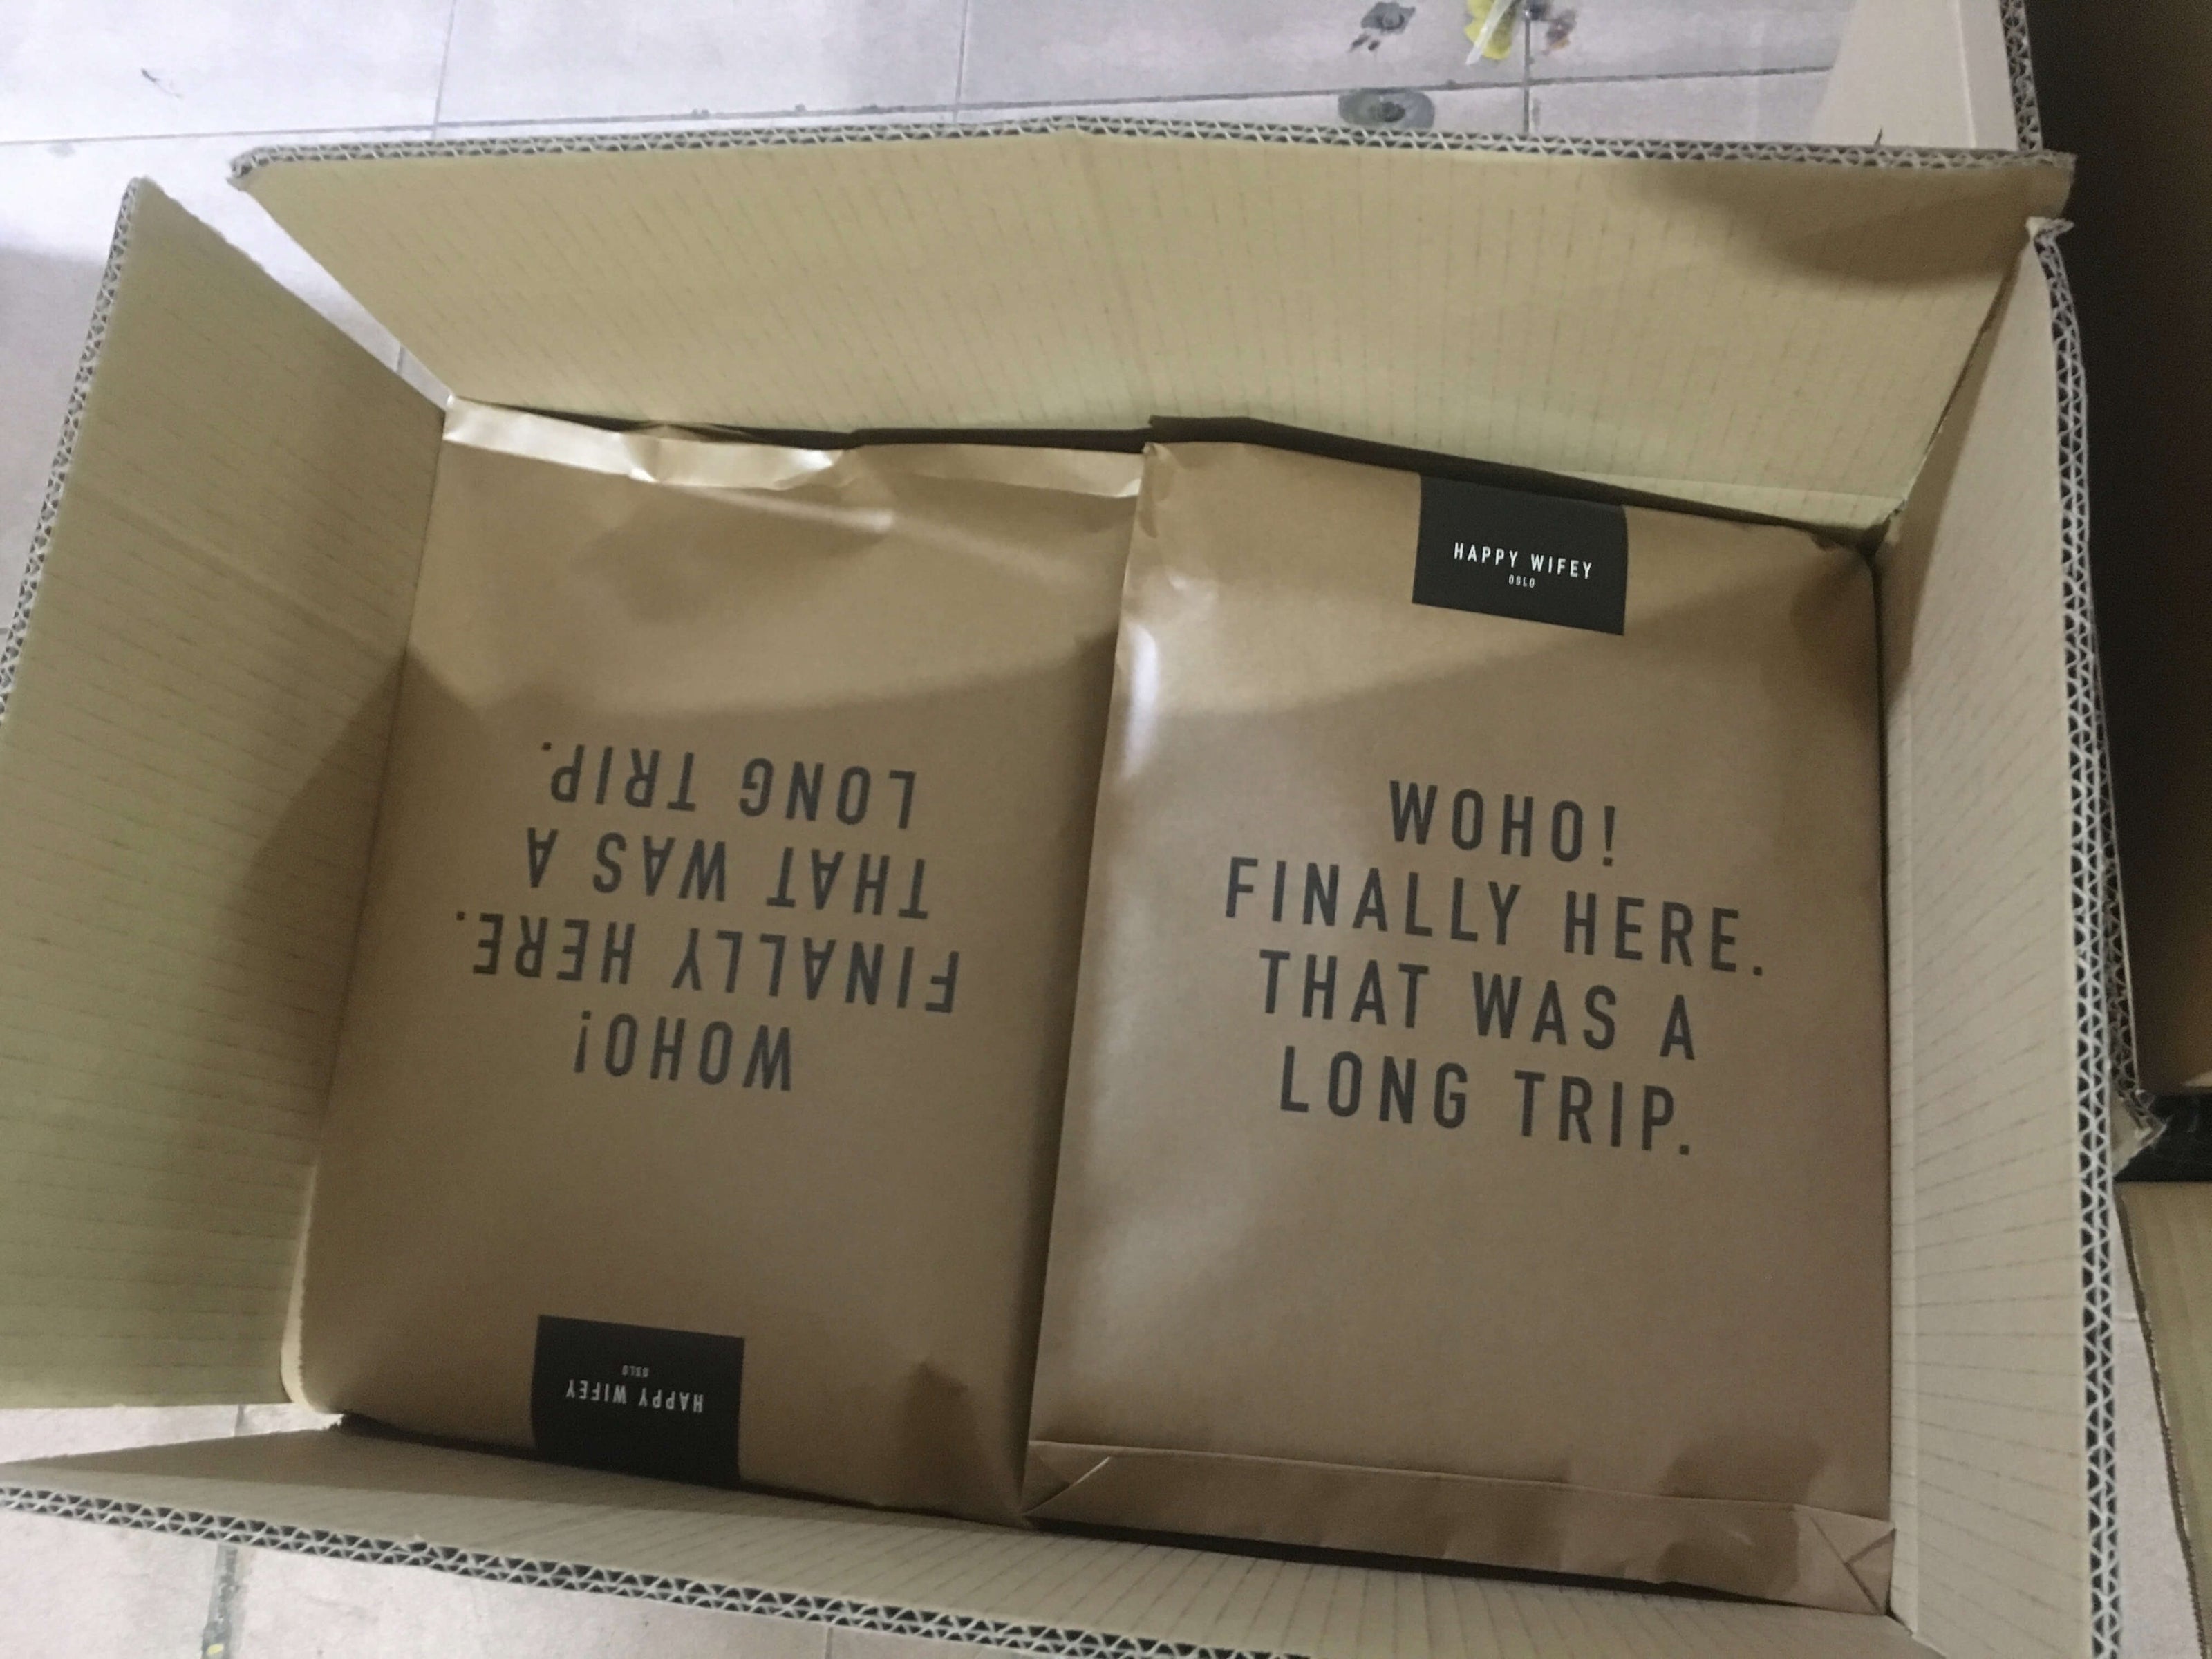 WOHO!
FINALLY HERE.
THAT WAS A
LONG TRIP.
HAPPY WIFEY
OSLO
HAPPY WIFEY
OSLO
WOHO!
FINALLY HERE.
THAT WAS A
LONG TRIP.